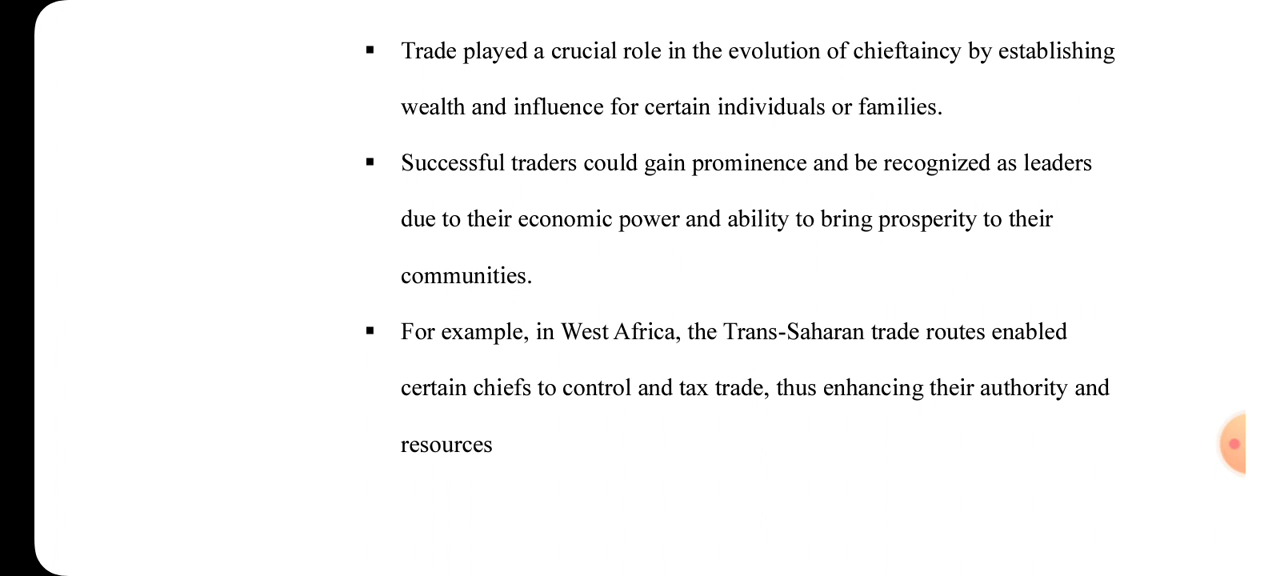 ▪ Trade played a crucial role in the evolution of chieftaincy by establishing
wealth and influence for certain individuals or families.
▪ Successful traders could gain prominence and be recognized as leaders
due to their economic power and ability to bring prosperity to their
communities.
▪ For example, in West Africa, the Trans-Saharan trade routes enabled
certain chiefs to control and tax trade, thus enhancing their authority and
resources